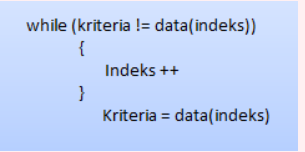 while (kriteria != data(indeks))
{
Indeks ++
}
Kriteria = data(indeks)